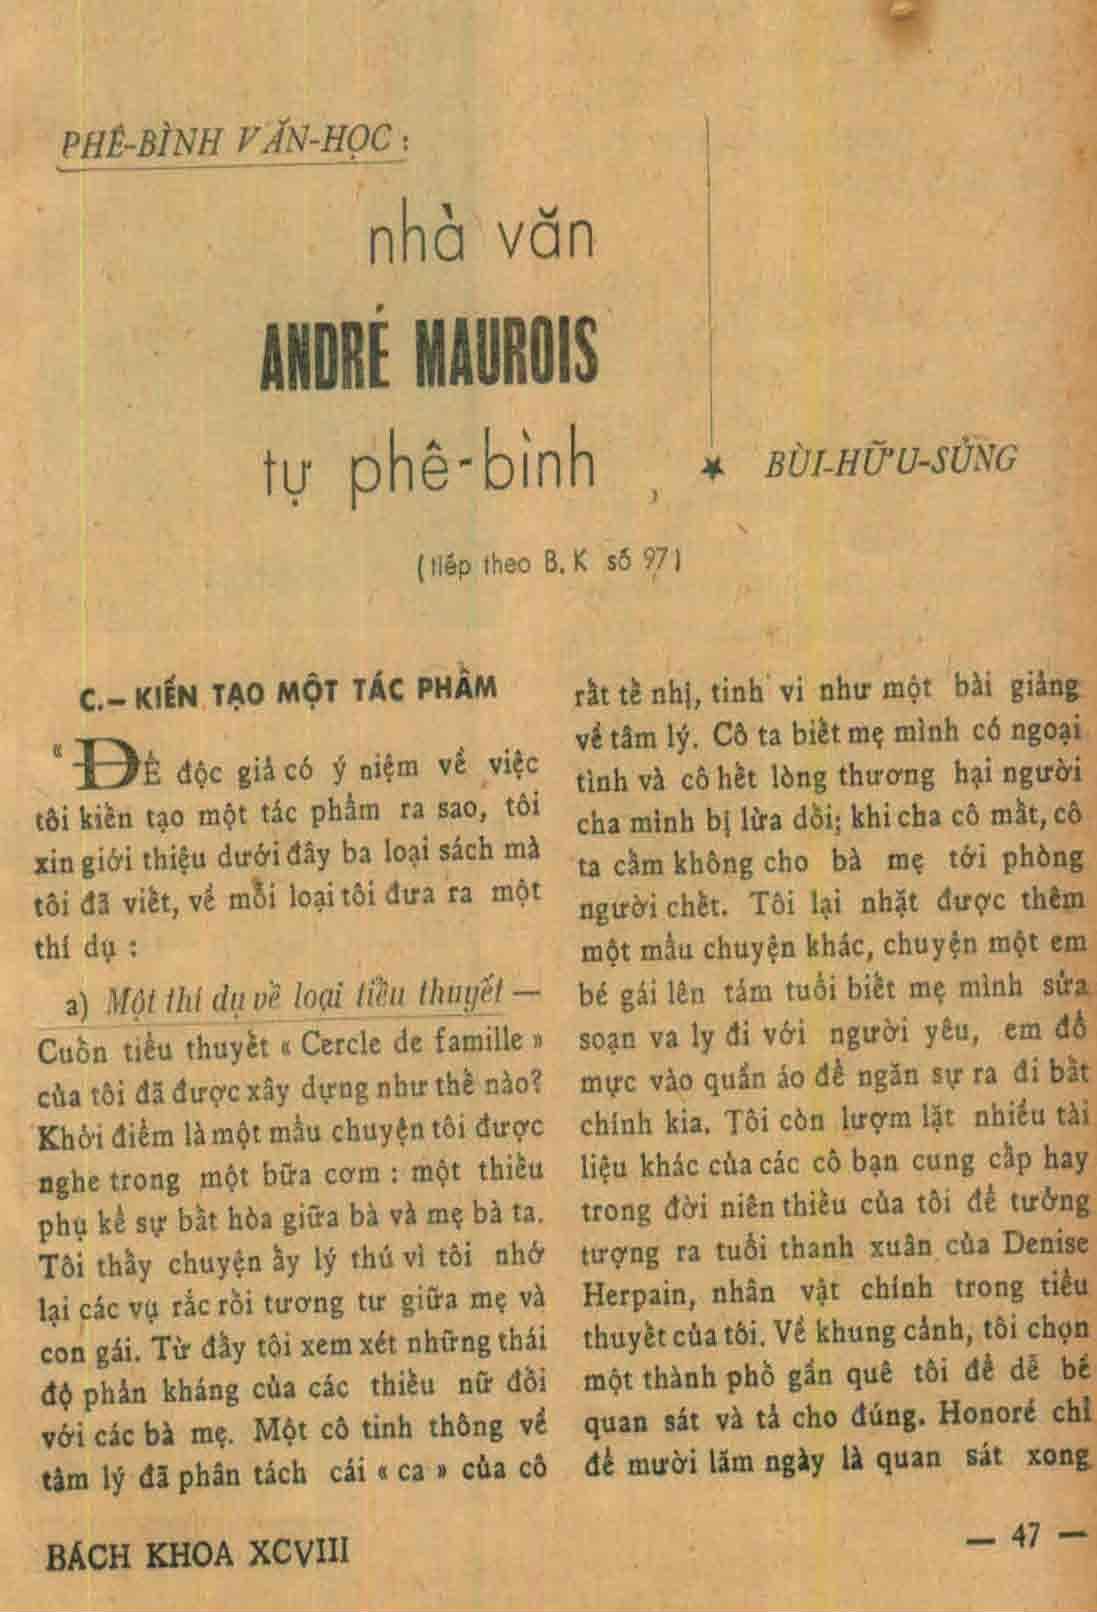 PHÊ-BÌNH VĂN-HỌC :
nhà văn
ANDRÉ MAUROIS
tự phê-bình
★ BÙI-HỮU-SỦNG
(tiếp theo B. K số 97)
C.— KIẾN TẠO MỘT TÁC PHẨM
« ĐỂ độc giả có ý niệm về việc
tôi kiến tạo một tác phẩm ra sao, tôi
xin giới thiệu dưới đây ba loại sách mà
tôi đã viết, về mỗi loại tôi đưa ra một
thí dụ :
a) Một thí dụ về loại tiểu thuyết —
Cuốn tiểu thuyết « Cercle de famille »
của tôi đã được xây dựng như thế nào?
Khởi điểm là một mẩu chuyện tôi được
nghe trong một bữa cơm : một thiếu
phụ kể sự bất hòa giữa bà và mẹ bà ta.
Tôi thấy chuyện ấy lý thú vì tôi nhớ
lại các vụ rắc rối tương tư giữa mẹ và
con gái. Từ đấy tôi xem xét những thái
độ phản kháng của các thiếu nữ đối
với các bà mẹ. Một cô tinh thông về
tâm lý đã phân tách cái « ca » của cô
rất tế nhị, tinh vi như một bài giảng
về tâm lý. Cô ta biết mẹ mình có ngoại
tình và cô hết lòng thương hại người
cha mình bị lừa dối; khi cha cô mất, cô
ta cầm không cho bà mẹ tới phòng
người chết. Tôi lại nhặt được thêm
một mẩu chuyện khác, chuyện một em
bé gái lên tám tuổi biết mẹ mình sửa
soạn va ly đi với người yêu, em đổ
mực vào quần áo để ngăn sự ra đi bất
chính kia. Tôi còn lượm lặt nhiều tài
liệu khác của các cô bạn cung cấp hay
trong đời niên thiếu của tôi để tưởng
tượng ra tuổi thanh xuân của Denise
Herpain, nhân vật chính trong tiểu
thuyết của tôi. Về khung cảnh, tôi chọn
một thành phố gần quê tôi để dễ bề
quan sát và tả cho đúng. Honoré chỉ
để mười lăm ngày là quan sát xong
BÁCH KHOA XCVIII
— 47 —